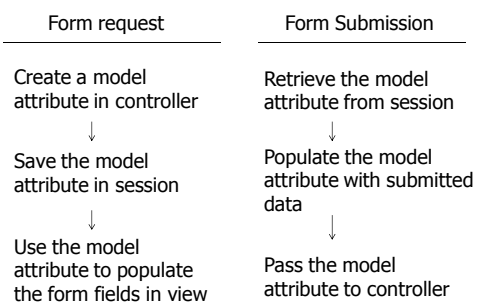 Form request
Create a model
attribute in controller
Save the model
attribute in session
Use the model
attribute to populate
the form fields in view
Form Submission
Retrieve the model
attribute from session
Populate the model
attribute with submitted
data
Pass the model
attribute to controller